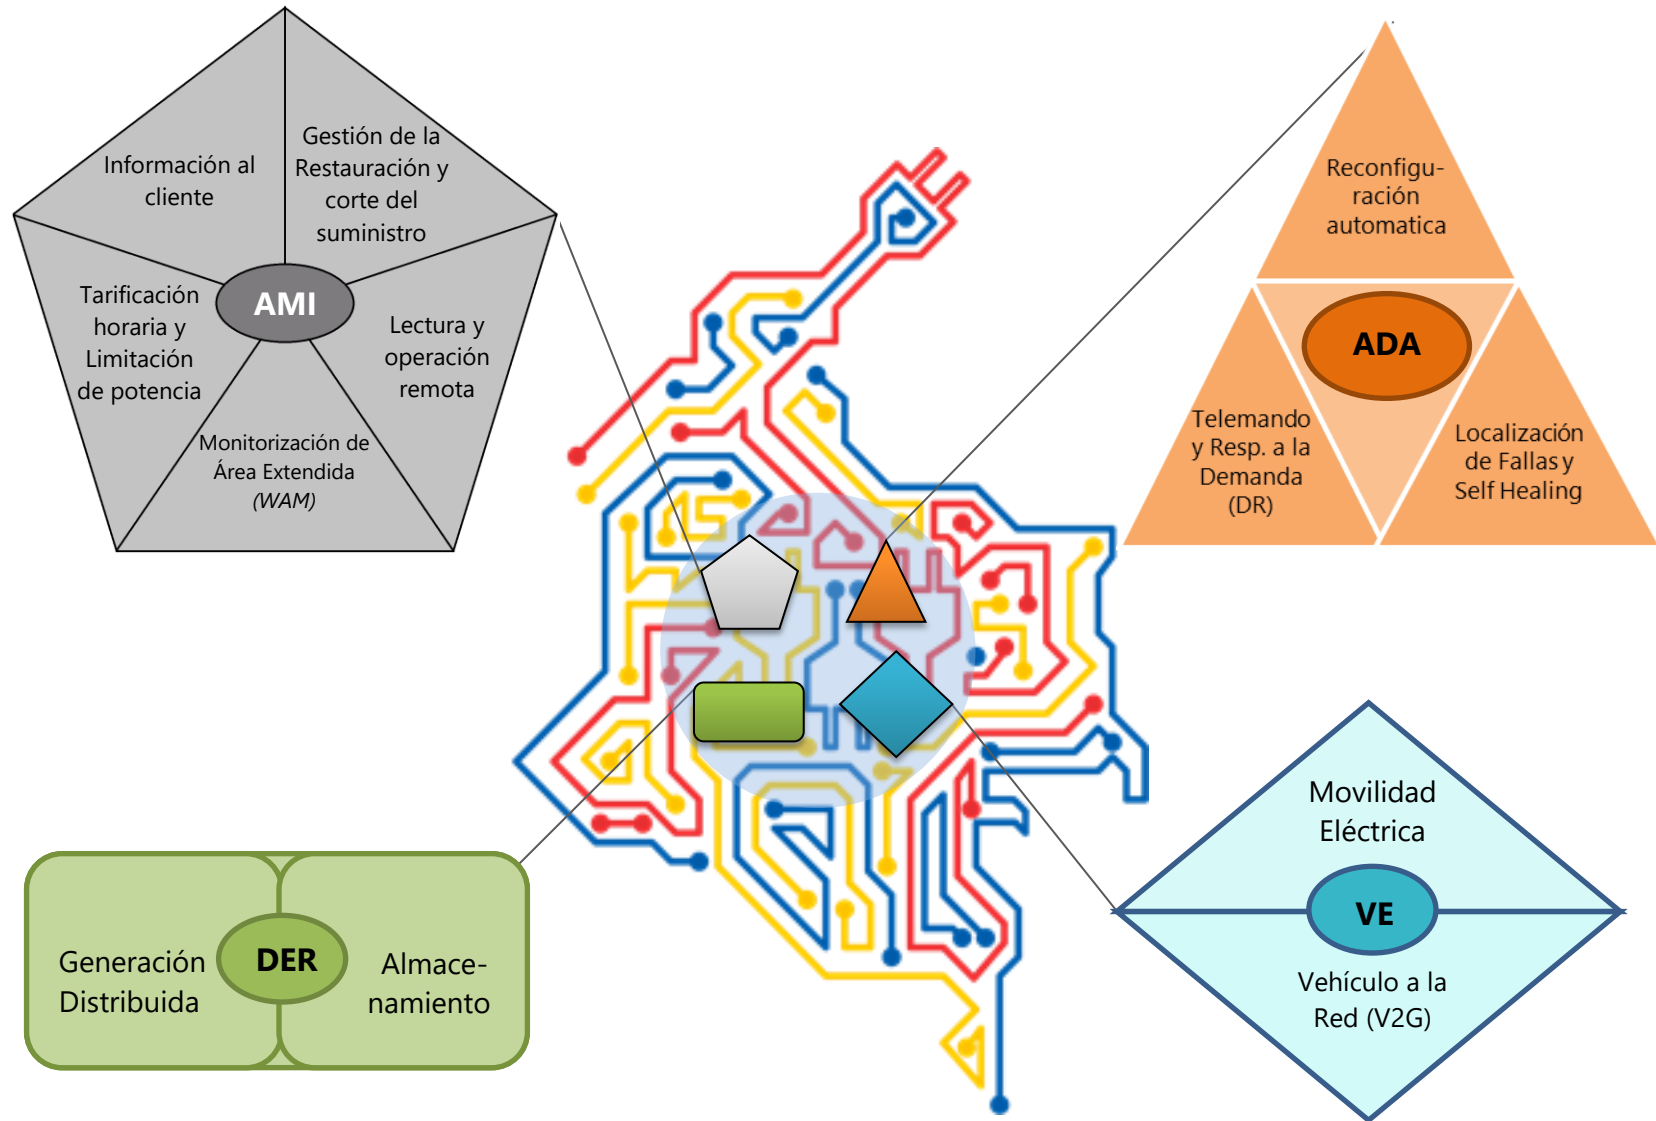 Información al
cliente
Gestión de la
Restauración y
corte del
suministro
Tarificación
horaria y
Limitación
de potencia
AMI
Lectura y
operación
remota
Monitorización de
Área Extendida
(WAM)
Reconfigu-
ración
automatica
ADA
Telemando
y Resp. a la
Demanda
(DR)
Localización
de Fallas y
Self Healing
Generación
Distribuida
DER
Almace-
namiento
Movilidad
Eléctrica
VE
Vehículo a la
Red (V2G)